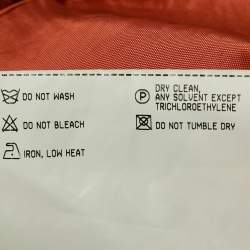 DO NOT WASH
DO NOT BLEACH
IRON, LOW HEAT
P DRY CLEAN,
ANY SOLVENT EXCEPT
TRICHLOROETHYLENE
DO NOT TUMBLE DRY